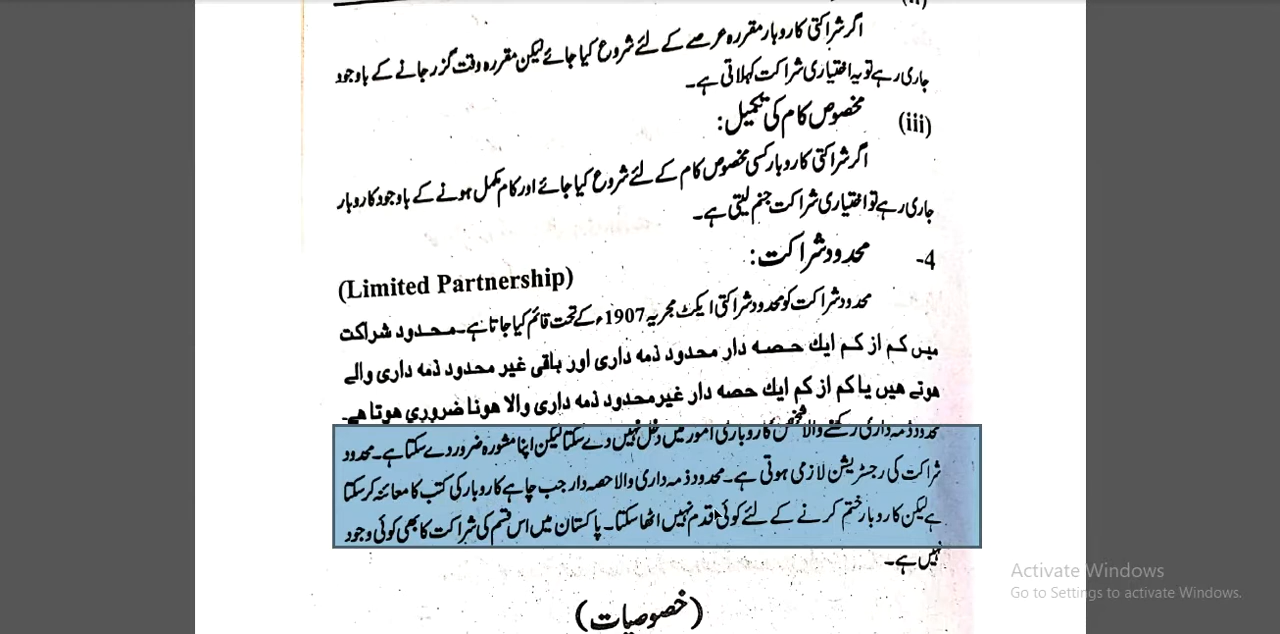 (ii)
اگر شراکتی کاروبار مقررہ عرصے کے لئے شروع کیا جائے لیکن مقررہ وقت گزر جانے کے باوجود
جاری رہے تو یہ اختیاری شراکت کہلاتی ہے۔
(iii) مخصوص کام کی تکمیل:
اگر شراکتی کاروبار کسی مخصوص کام کے لئے شروع کیا جائے اور کام مکمل ہونے کے باوجود کاروبار
جاری رہے تو اختیاری شراکت جنم لیتی ہے۔
4- محدود شراکت:
(Limited Partnership)
محدود شراکت کو محدود شراکتی ایکٹ مجریہ 1907ء کے تحت قائم کیا جاتا ہے۔ محدود شراکت
میں کم از کم ایک حصہ دار محدود ذمہ داری اور باقی غیر محدود ذمہ داری والے
ہوتے ہیں یا کم از کم ایک حصہ دار غیر محدود ذمہ داری والا ہونا ضروری ہوتا ہے۔
محدود ذمہ داری رکھنے والا شخص کاروباری امور میں دخل نہیں دے سکتا لیکن اپنا مشورہ ضرور دے سکتا ہے۔ محدود
شراکت کی رجسٹریشن لازمی ہوتی ہے۔ محدود ذمہ داری والا حصہ دار جب چاہے کاروبار کی کتب کا معائنہ کر سکتا
ہے لیکن کاروبار ختم کرنے کے لئے کوئی قدم نہیں اٹھا سکتا۔ پاکستان میں اس قسم کی شراکت کا بھی کوئی وجود
نہیں ہے۔
(خصوصیات)
Activate Windows
Go to Settings to activate Windows.